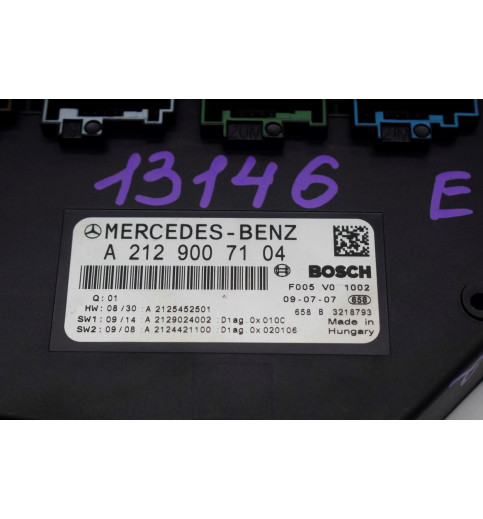 13146 E
MERCEDES-BENZ
A 212 900 71 04
BOSCH
F005 V0 1002
Q: 01
09-07-07 658
HW: 08/30 :A 2125452501
SW1: 09/14 :A 2129024002 :Diag:0x010C
658 B 3218793
SW2: 09/08 :A 2124421100 :Diag:0x020106
Made in
Hungary